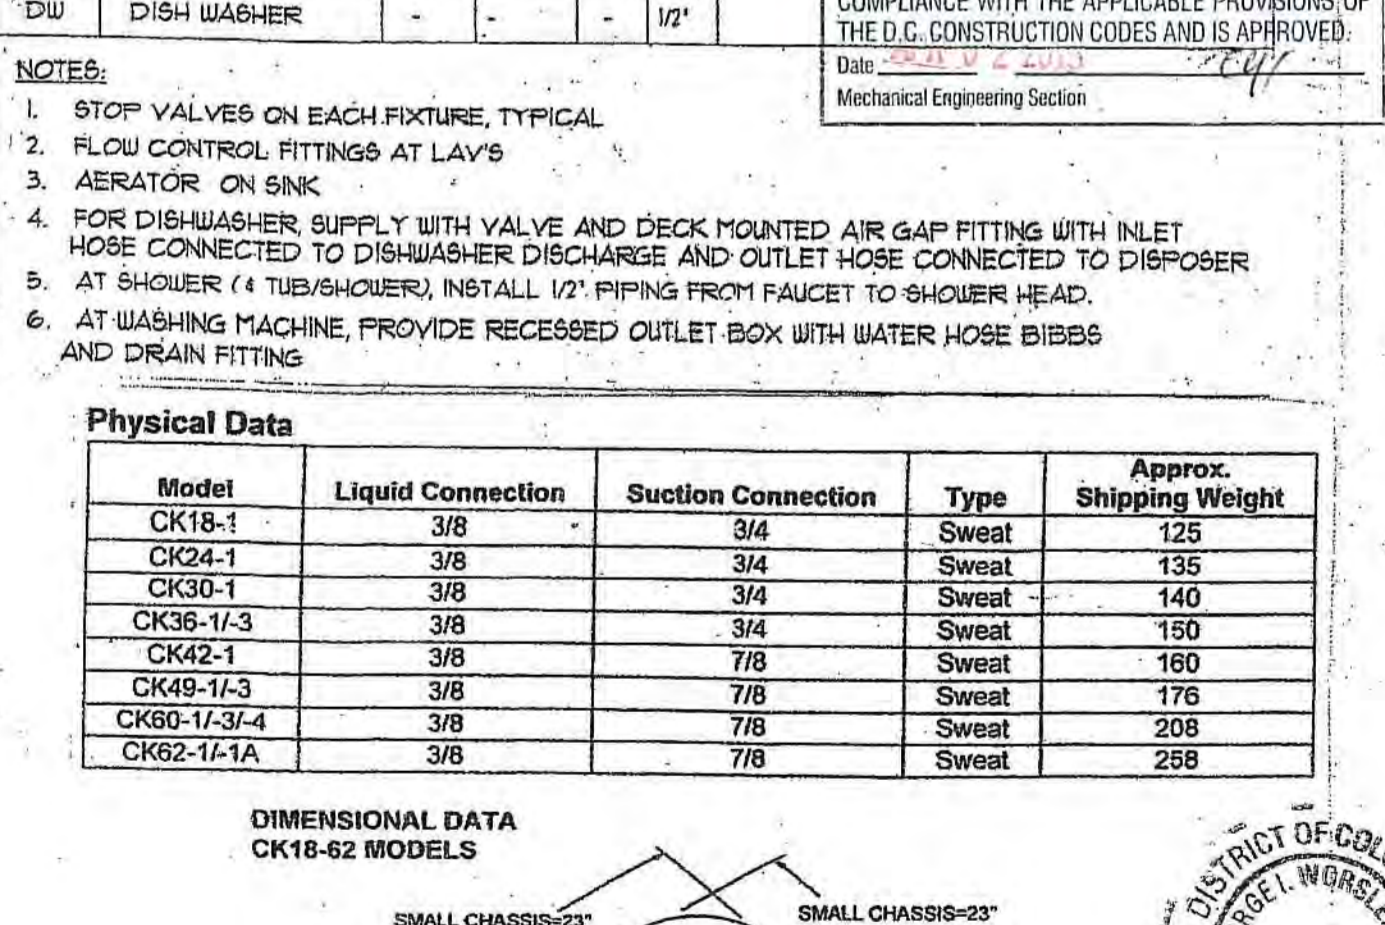 DW DISH WASHER - - - 1/2"
COMPLIANCE WITH THE APPLICABLE PROVISIONS OF
THE D.C. CONSTRUCTION CODES AND IS APPROVED.
Date
Mechanical Engineering Section
NOTES:
1. STOP VALVES ON EACH FIXTURE, TYPICAL
2. FLOW CONTROL FITTINGS AT LAV'S
3. AERATOR ON SINK
4. FOR DISHWASHER, SUPPLY WITH VALVE AND DECK MOUNTED AIR GAP FITTING WITH INLET
HOSE CONNECTED TO DISHWASHER DISCHARGE AND OUTLET HOSE CONNECTED TO DISPOSER
5. AT SHOWER (& TUB/SHOWER), INSTALL 1/2" PIPING FROM FAUCET TO SHOWER HEAD.
6. AT WASHING MACHINE, PROVIDE RECESSED OUTLET BOX WITH WATER HOSE BIBBS
AND DRAIN FITTING
Physical Data
Model Liquid Connection Suction Connection Type Approx. Shipping Weight
CK18-1 3/8 3/4 Sweat 125
CK24-1 3/8 3/4 Sweat 135
CK30-1 3/8 3/4 Sweat 140
CK36-1/-3 3/8 3/4 Sweat 150
CK42-1 3/8 7/8 Sweat 160
CK49-1/-3 3/8 7/8 Sweat 176
CK60-1/-3/-4 3/8 7/8 Sweat 208
CK62-1/-1A 3/8 7/8 Sweat 258
DIMENSIONAL DATA
CK18-62 MODELS
SMALL CHASSIS=23" SMALL CHASSIS=23"
DISTRICT OF COL
RGE I. WORSLE